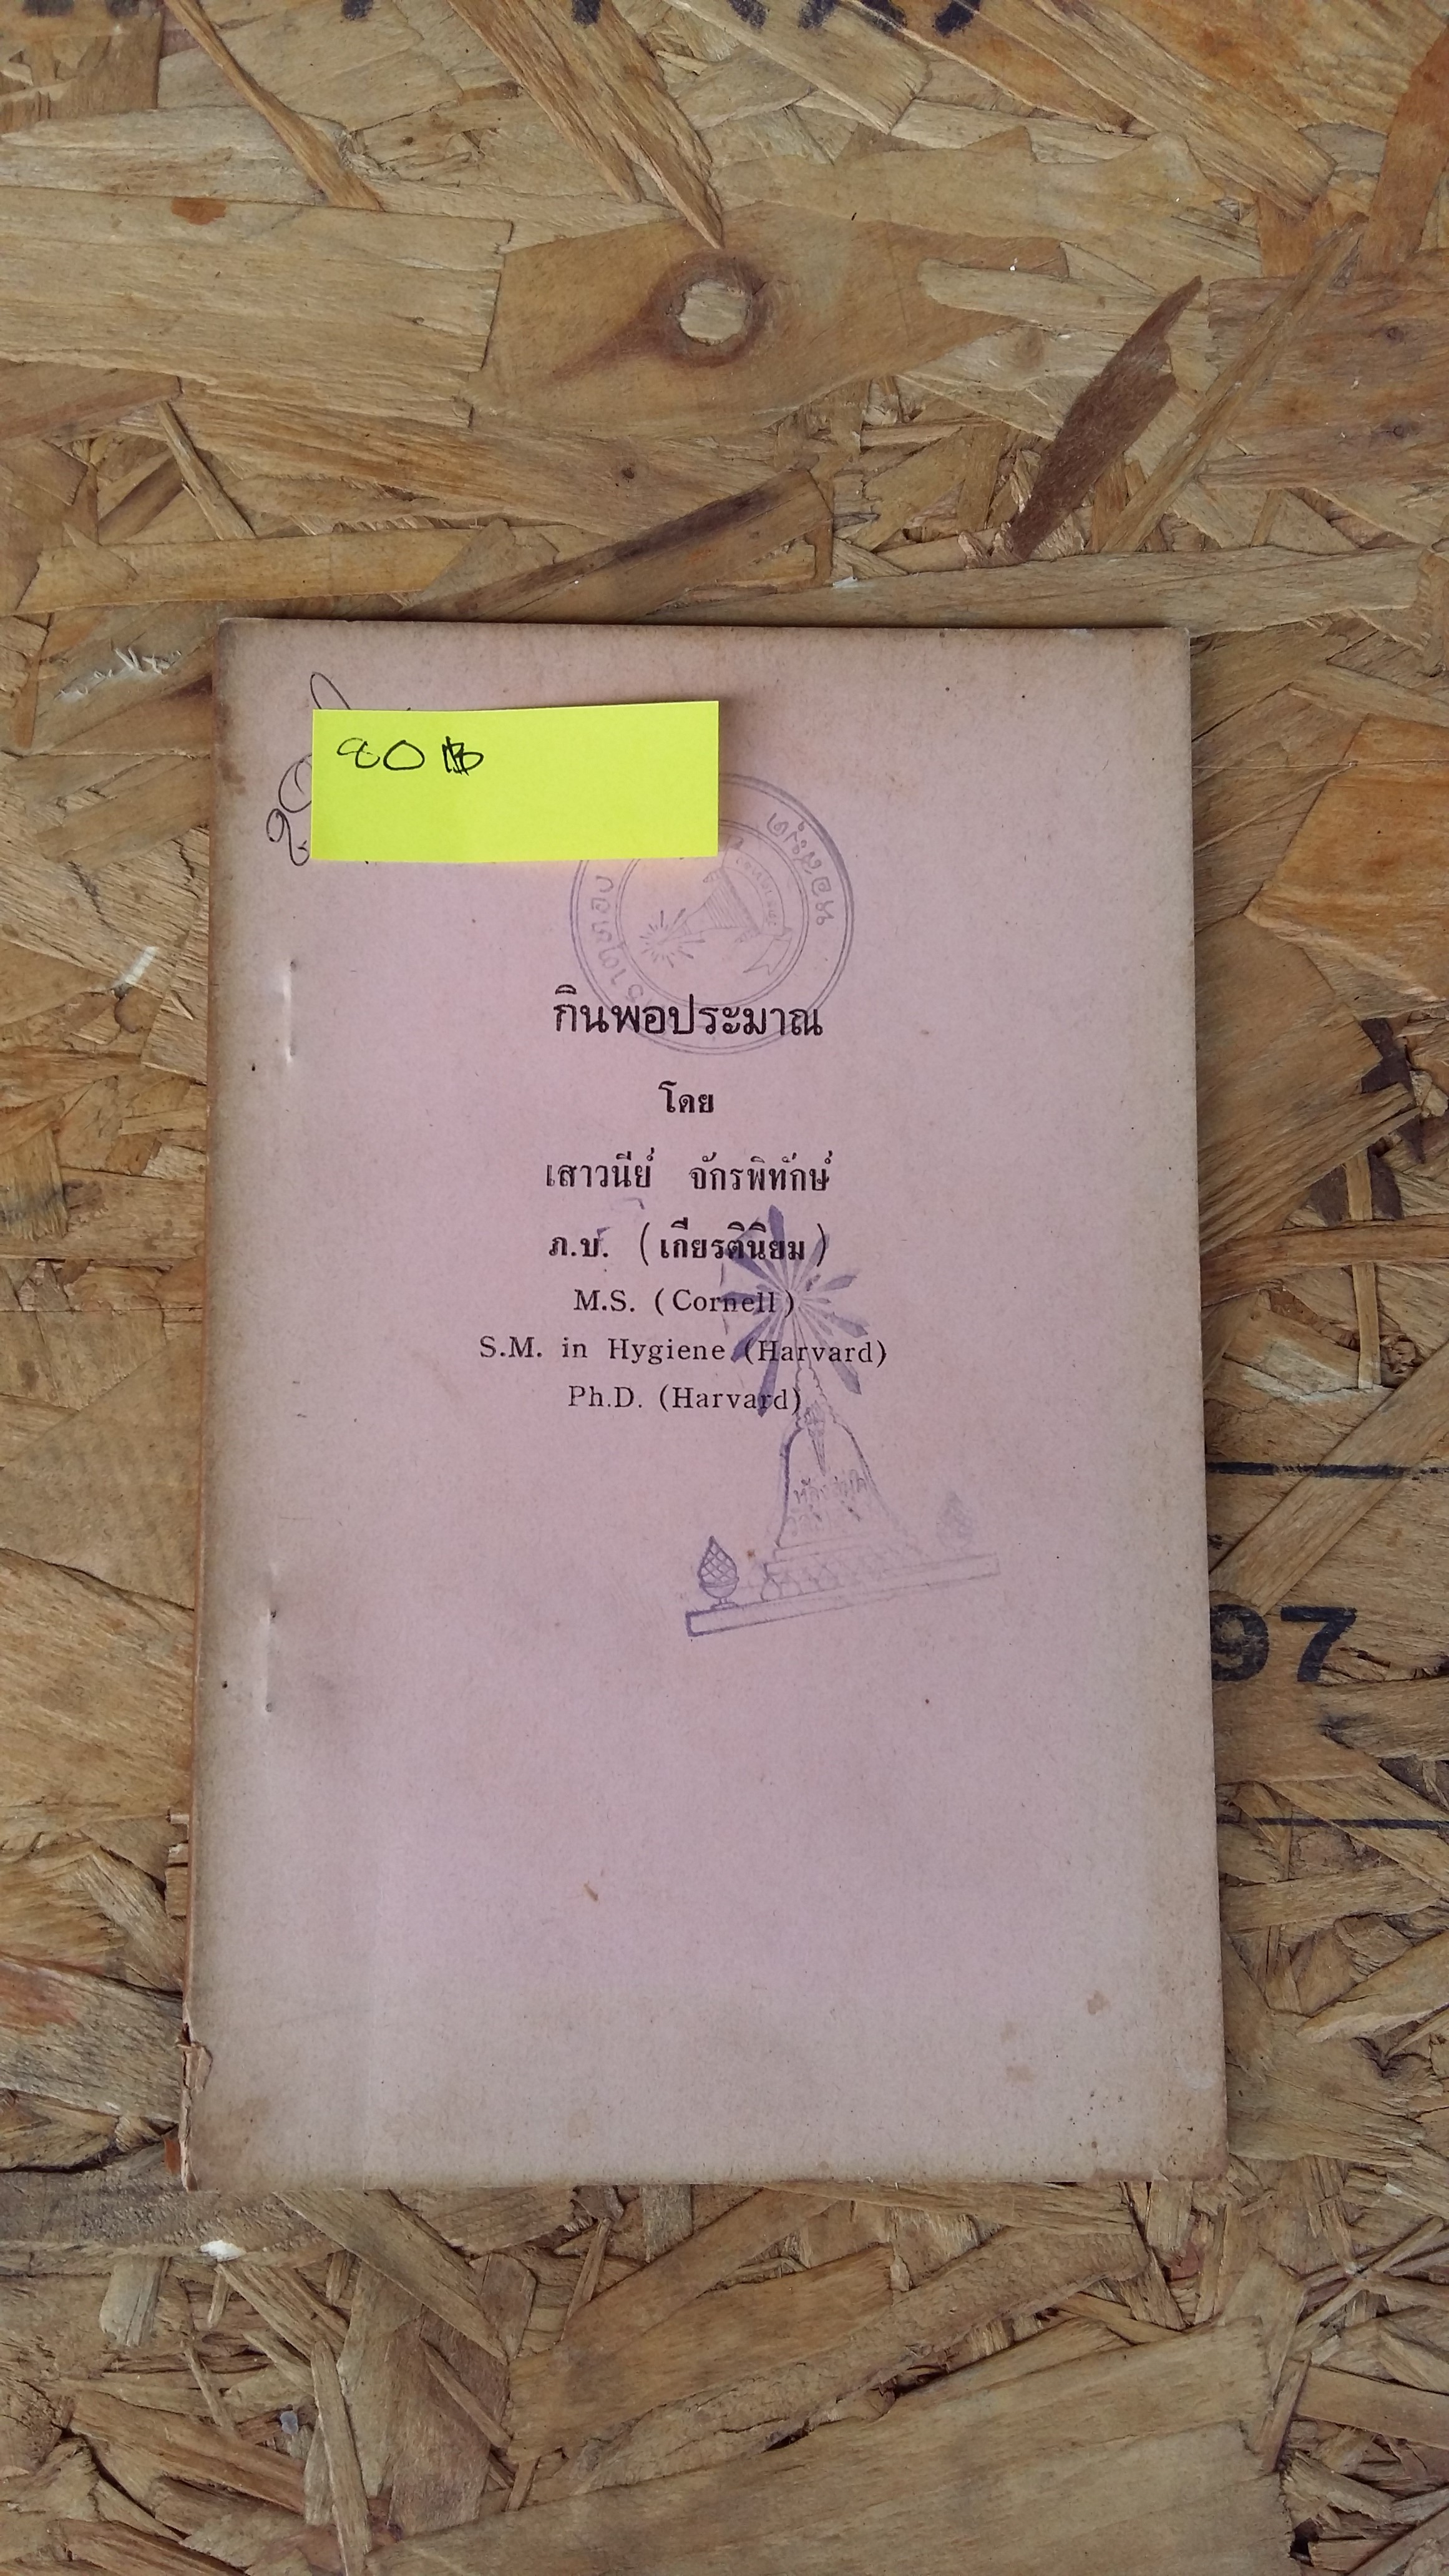 80 ฿
กินพอประมาณ
โดย
เสาวนีย์ จักรพิทักษ์
ภ.บ. (เกียรตินิยม)
M.S. (Cornell)
S.M. in Hygiene (Harvard)
Ph.D. (Harvard)
97